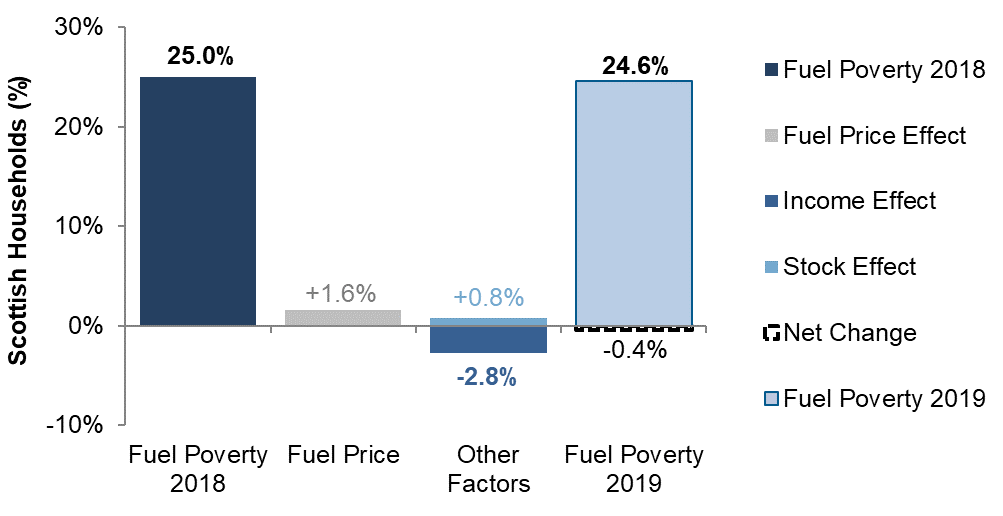 Scottish Households (%)
30%
20%
10%
0%
-10%
25.0%
+1.6%
+0.8%
-2.8%
24.6%
-0.4%
Fuel Poverty
2018
Fuel Price
Other
Factors
Fuel Poverty
2019
Fuel Poverty 2018
Fuel Price Effect
Income Effect
Stock Effect
Net Change
Fuel Poverty 2019